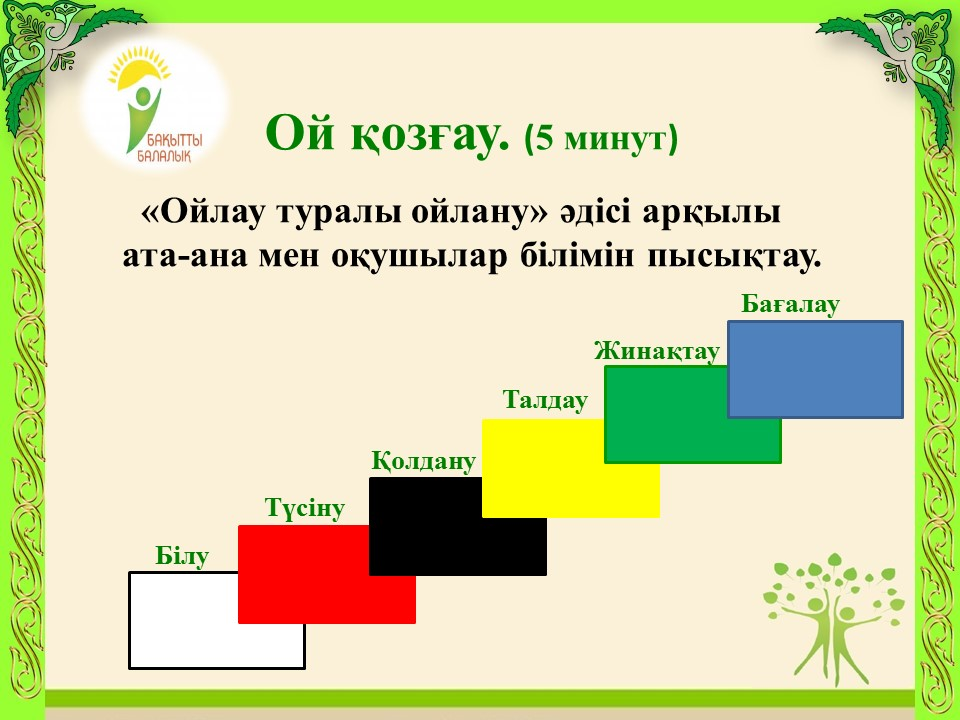 БАҚЫТТЫ
БАЛАЛЫҚ
Ой қозғау. (5 минут)
«Ойлау туралы ойлану» әдісі арқылы
ата-ана мен оқушылар білімін пысықтау.
Бағалау
Жинақтау
Талдау
Қолдану
Түсіну
Білу